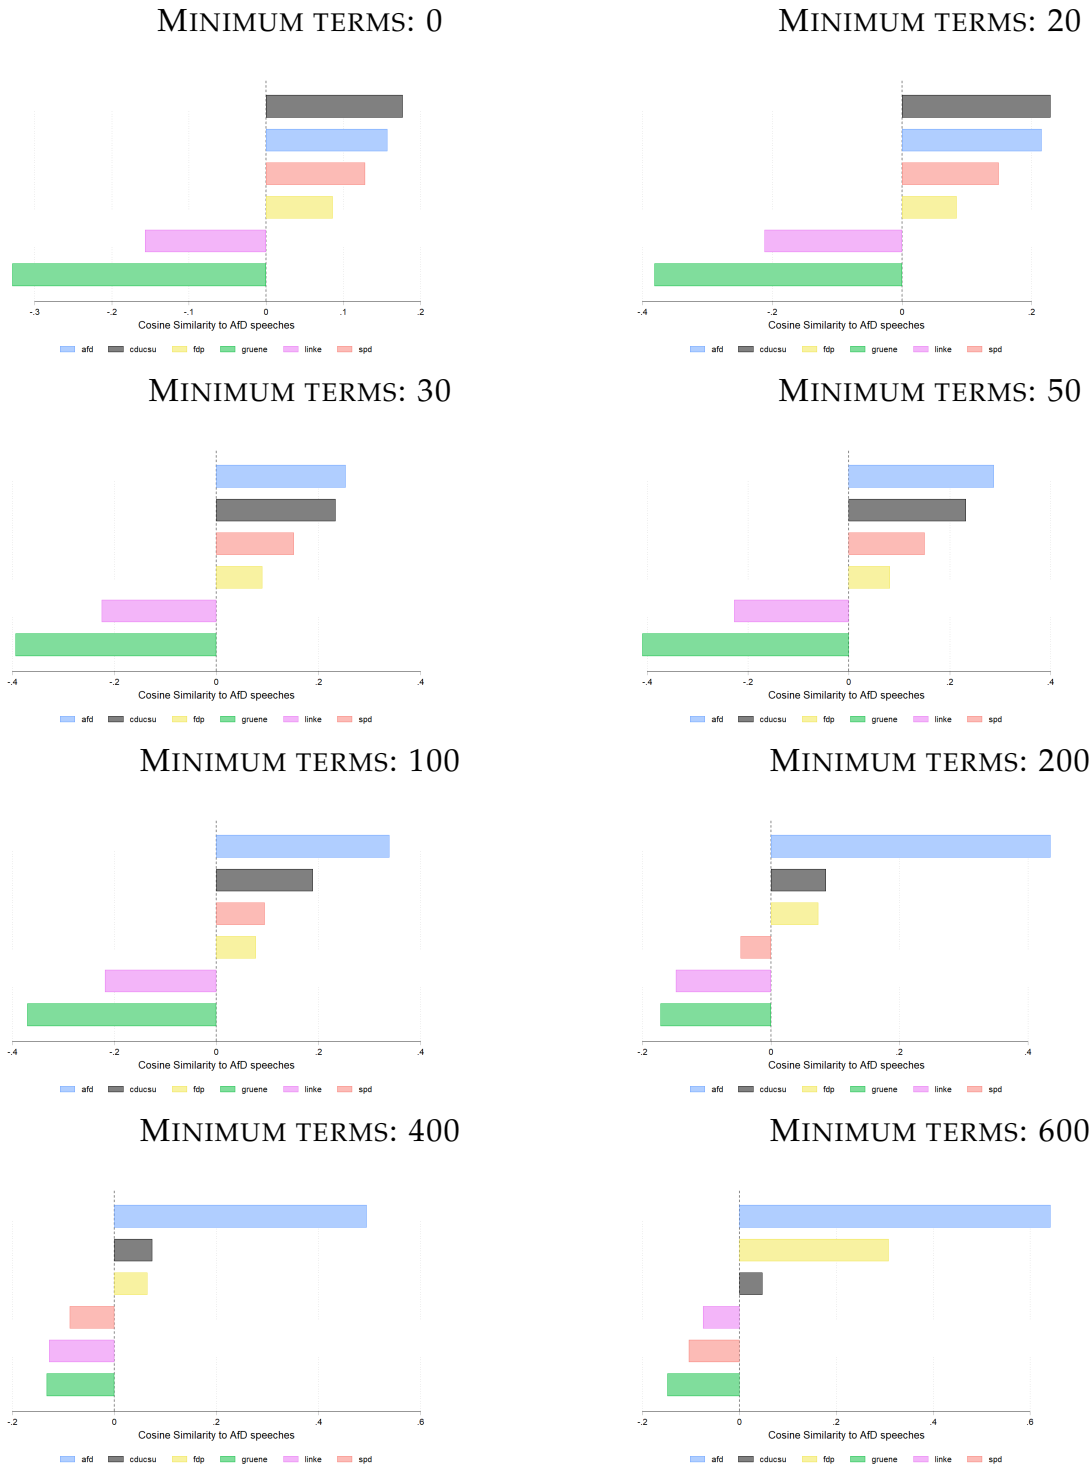 MINIMUM TERMS: 0
-.3 -.2 -.1 0 .1 .2
Cosine Similarity to AfD speeches
afd cducsu fdp gruene linke spd
MINIMUM TERMS: 20
-.4 -.2 0 .2
Cosine Similarity to AfD speeches
afd cducsu fdp gruene linke spd
MINIMUM TERMS: 30
-.4 -.2 0 .2 .4
Cosine Similarity to AfD speeches
afd cducsu fdp gruene linke spd
MINIMUM TERMS: 50
-.4 -.2 0 .2 .4
Cosine Similarity to AfD speeches
afd cducsu fdp gruene linke spd
MINIMUM TERMS: 100
-.4 -.2 0 .2 .4
Cosine Similarity to AfD speeches
afd cducsu fdp gruene linke spd
MINIMUM TERMS: 200
-.2 0 .2 .4
Cosine Similarity to AfD speeches
afd cducsu fdp gruene linke spd
MINIMUM TERMS: 400
-.2 0 .2 .4 .6
Cosine Similarity to AfD speeches
afd cducsu fdp gruene linke spd
MINIMUM TERMS: 600
-.2 0 .2 .4 .6
Cosine Similarity to AfD speeches
afd cducsu fdp gruene linke spd